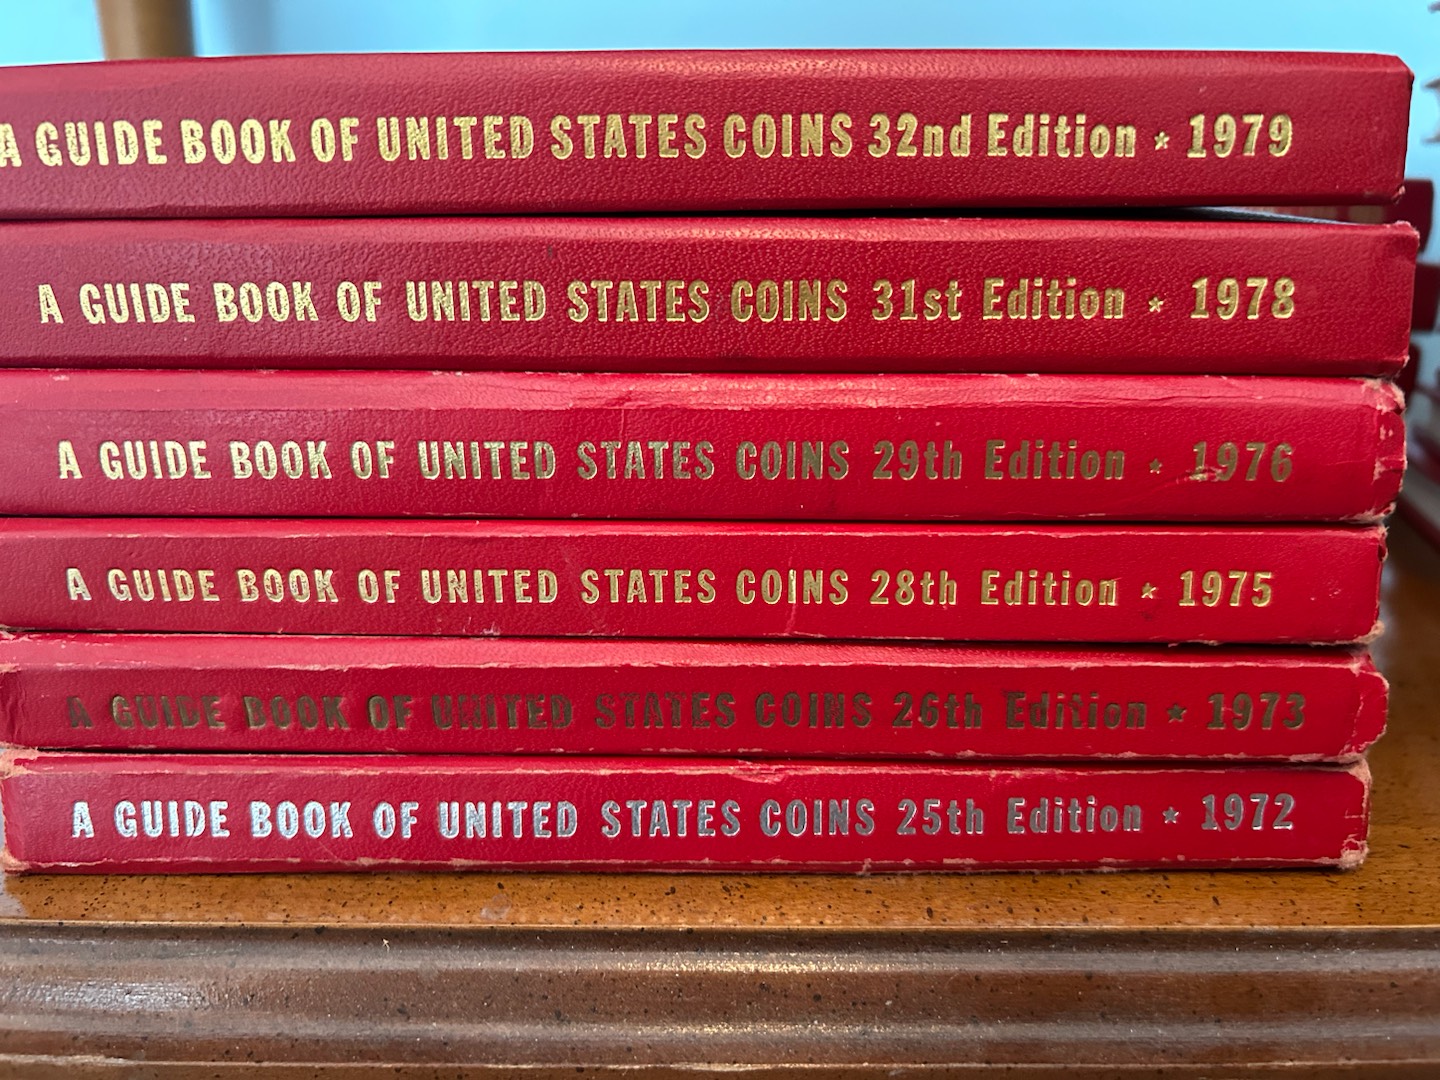 A GUIDE BOOK OF UNITED STATES COINS 32nd Edition ★ 1979
A GUIDE BOOK OF UNITED STATES COINS 31st Edition ★ 1978
A GUIDE BOOK OF UNITED STATES COINS 29th Edition ★ 1976
A GUIDE BOOK OF UNITED STATES COINS 28th Edition ★ 1975
A GUIDE BOOK OF UNITED STATES COINS 26th Edition ★ 1973
A GUIDE BOOK OF UNITED STATES COINS 25th Edition ★ 1972